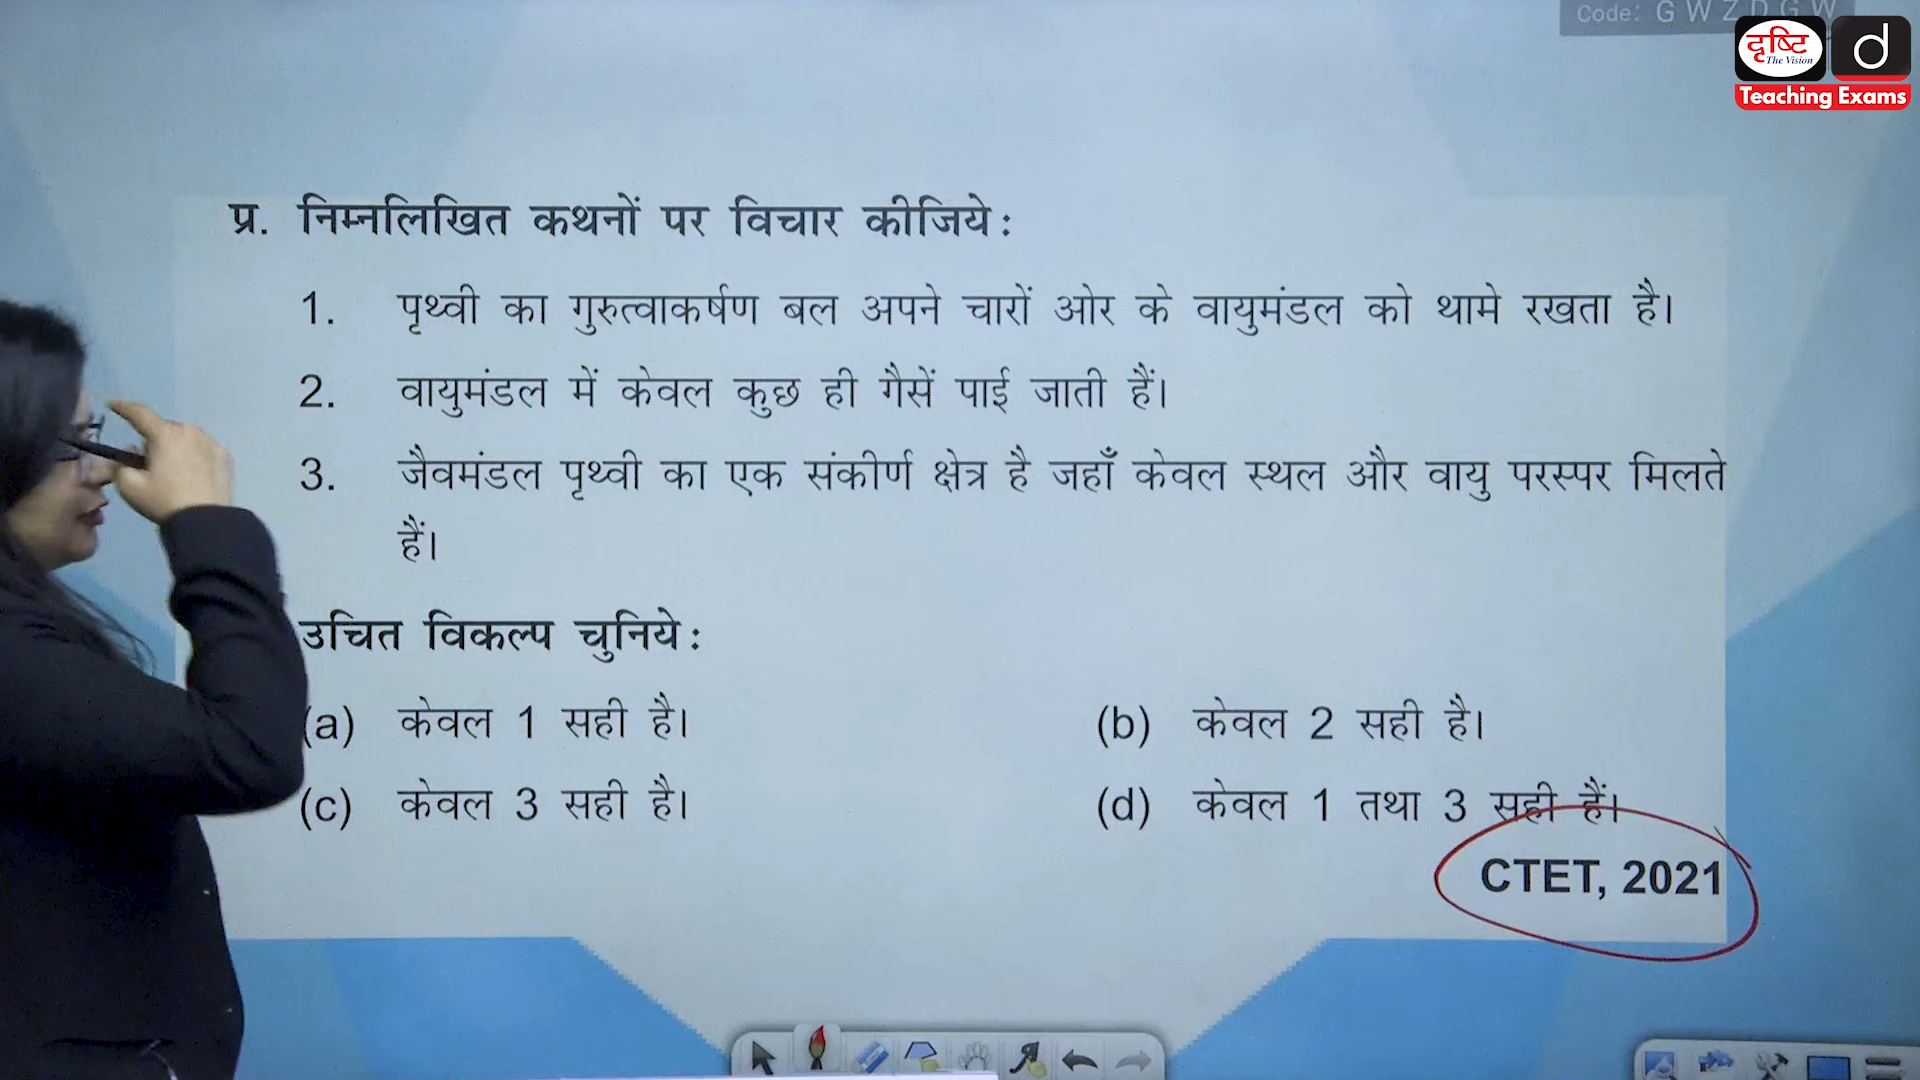 Code: G W Z D G W
दृष्टि
The Vision
d
Teaching Exams
प्र. निम्नलिखित कथनों पर विचार कीजिये:
1. पृथ्वी का गुरुत्वाकर्षण बल अपने चारों ओर के वायुमंडल को थामे रखता है।
2. वायुमंडल में केवल कुछ ही गैसें पाई जाती हैं।
3. जैवमंडल पृथ्वी का एक संकीर्ण क्षेत्र है जहाँ केवल स्थल और वायु परस्पर मिलते
हैं।
उचित विकल्प चुनिये:
(a) केवल 1 सही है। (b) केवल 2 सही है।
(c) केवल 3 सही है। (d) केवल 1 तथा 3 सही हैं।
CTET, 2021